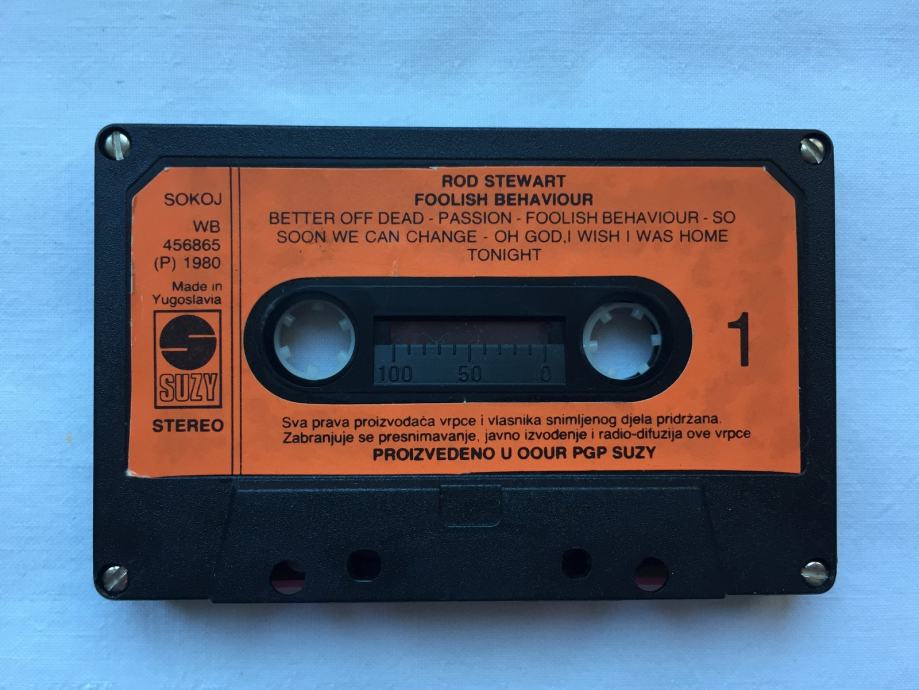 ROD STEWART
FOOLISH BEHAVIOUR
BETTER OFF DEAD - PASSION - FOOLISH BEHAVIOUR - SO
SOON WE CAN CHANGE - OH GOD,I WISH I WAS HOME
TONIGHT
SOKOJ
WB
456865
(P) 1980
Made in
Yugoslavia
SUZY
STEREO
100 50 0
1
Sva prava proizvođača vrpce i vlasnika snimljenog djela pridržana.
Zabranjuje se presnimavanje, javno izvođenje i radio-difuzija ove vrpce
PROIZVEDENO U OOUR PGP SUZY